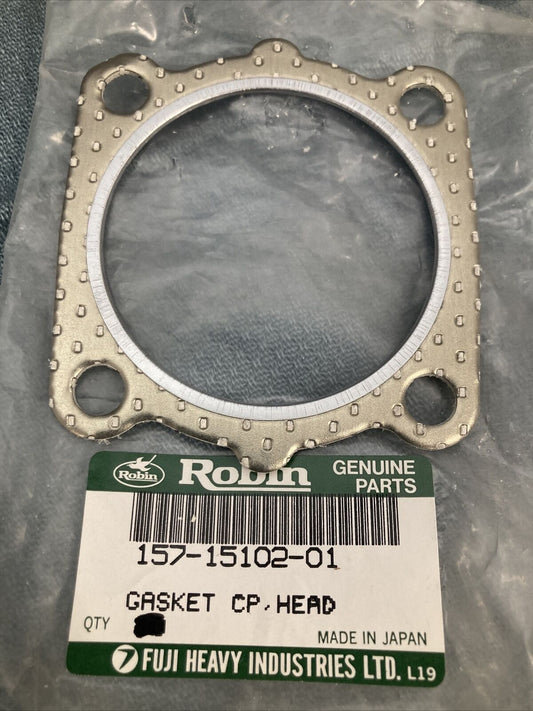 Robin
Robin
GENUINE
PARTS
157-15102-01
GASKET CP,HEAD
QTY
MADE IN JAPAN
FUJI HEAVY INDUSTRIES LTD. L19